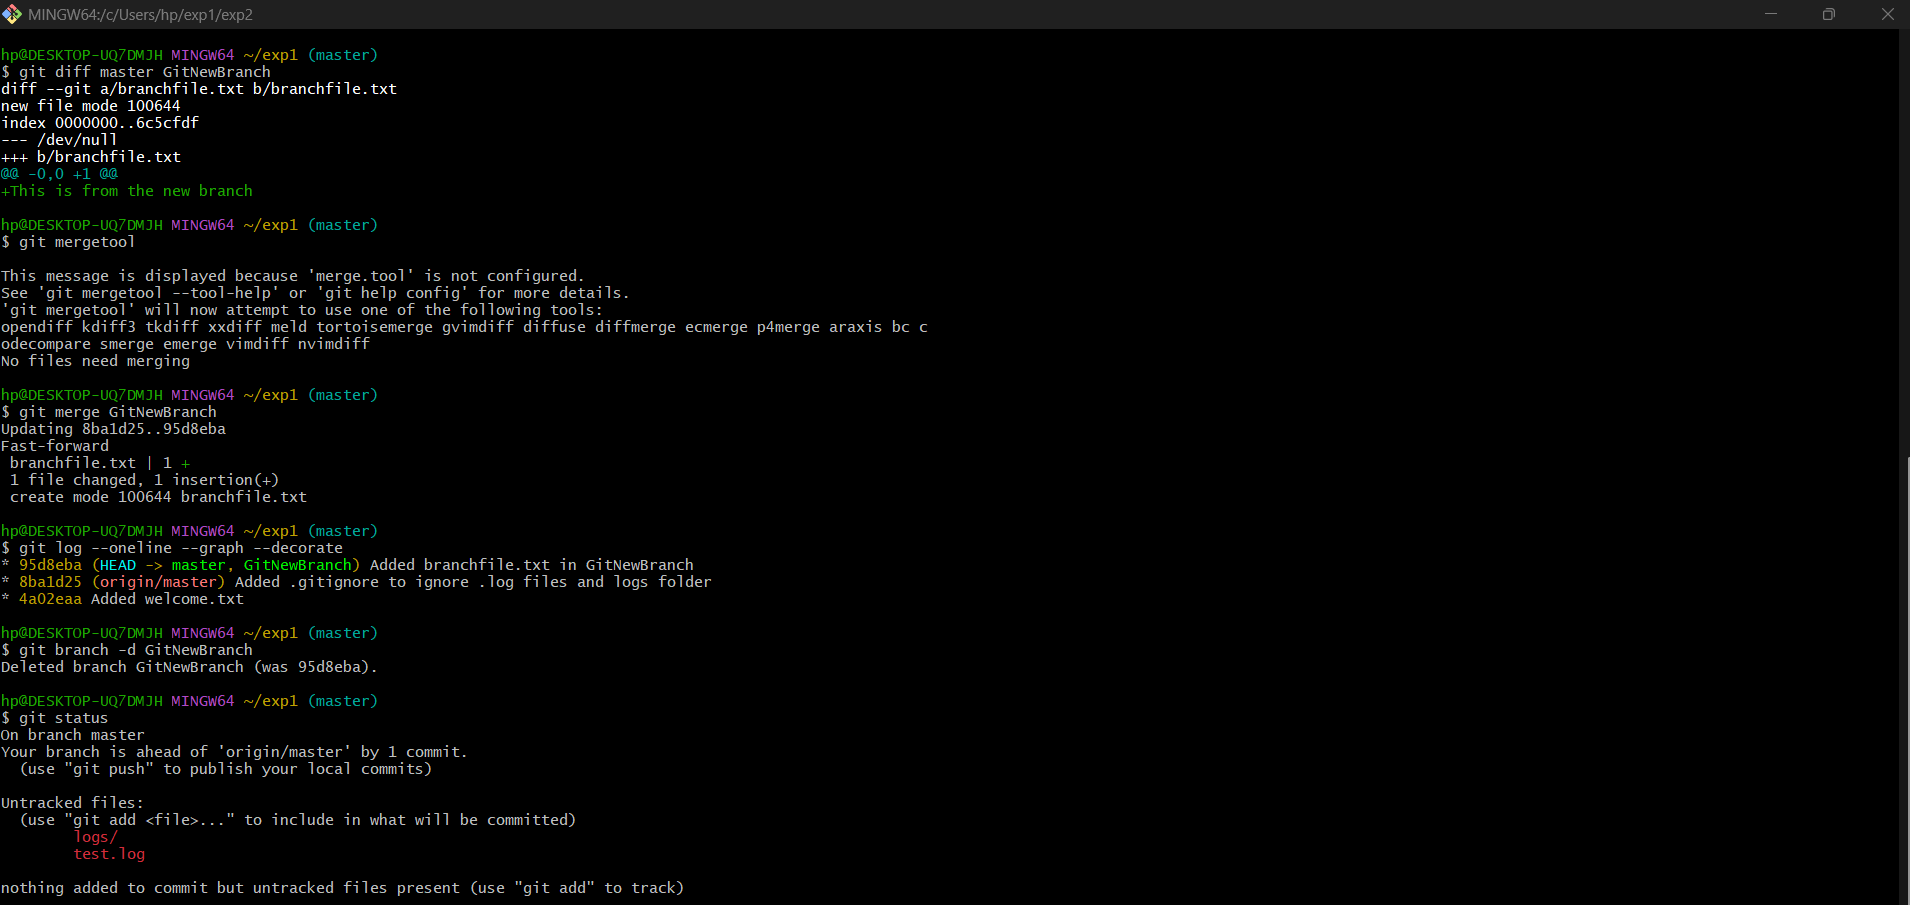 MINGW64:/c/Users/hp/exp1/exp2
hp@DESKTOP-UQ7DMJH MINGW64 ~/exp1 (master)
$ git diff master GitNewBranch
diff --git a/branchfile.txt b/branchfile.txt
new file mode 100644
index 0000000..6c5cfdf
--- /dev/null
+++ b/branchfile.txt
@@ -0,0 +1 @@
+This is from the new branch
hp@DESKTOP-UQ7DMJH MINGW64 ~/exp1 (master)
$ git mergetool
This message is displayed because 'merge.tool' is not configured.
See 'git mergetool --tool-help' or 'git help config' for more details.
'git mergetool' will now attempt to use one of the following tools:
opendiff kdiff3 tkdiff xxdiff meld tortoisemerge gvimdiff diffuse diffmerge ecmerge p4merge araxis bc c
odecompare smerge emerge vimdiff nvimdiff
No files need merging
hp@DESKTOP-UQ7DMJH MINGW64 ~/exp1 (master)
$ git merge GitNewBranch
Updating 8ba1d25..95d8eba
Fast-forward
 branchfile.txt | 1 +
 1 file changed, 1 insertion(+)
 create mode 100644 branchfile.txt
hp@DESKTOP-UQ7DMJH MINGW64 ~/exp1 (master)
$ git log --oneline --graph --decorate
* 95d8eba (HEAD -> master, GitNewBranch) Added branchfile.txt in GitNewBranch
* 8ba1d25 (origin/master) Added .gitignore to ignore .log files and logs folder
* 4a02eaa Added welcome.txt
hp@DESKTOP-UQ7DMJH MINGW64 ~/exp1 (master)
$ git branch -d GitNewBranch
Deleted branch GitNewBranch (was 95d8eba).
hp@DESKTOP-UQ7DMJH MINGW64 ~/exp1 (master)
$ git status
On branch master
Your branch is ahead of 'origin/master' by 1 commit.
  (use "git push" to publish your local commits)
Untracked files:
  (use "git add <file>..." to include in what will be committed)
        logs/
        test.log
nothing added to commit but untracked files present (use "git add" to track)